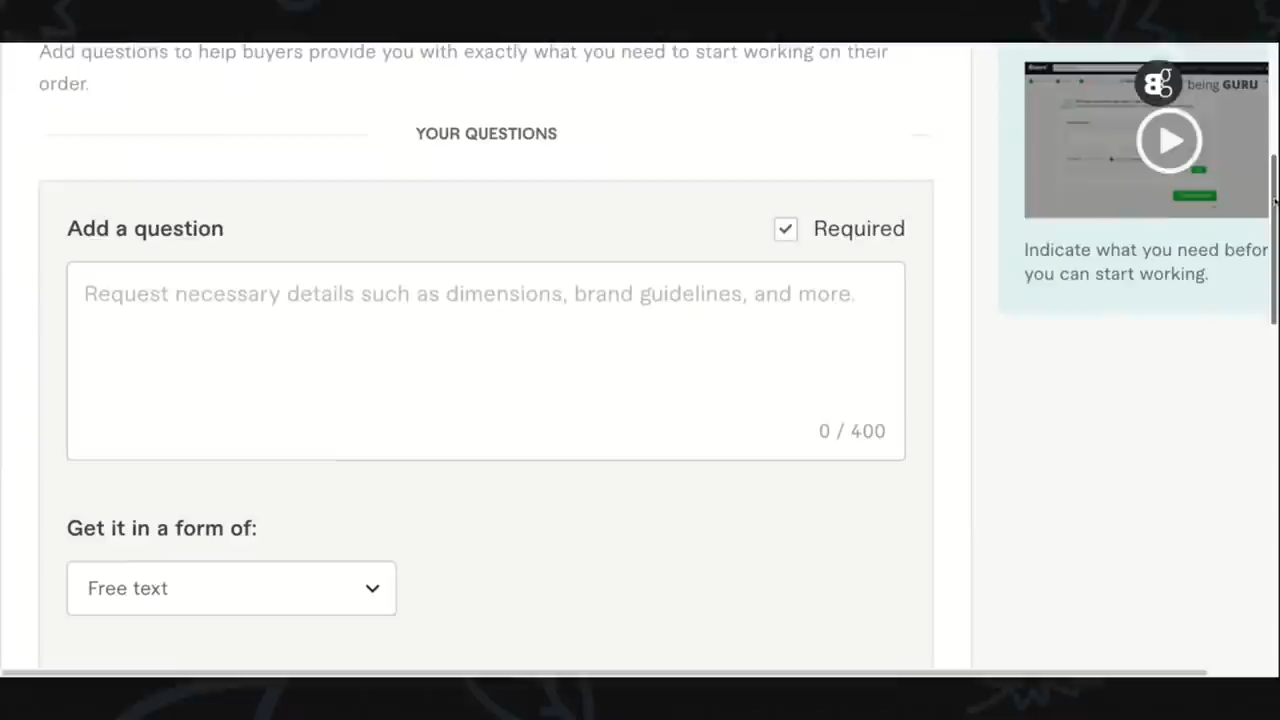 Add questions to help buyers provide you with exactly what you need to start working on their
order.
YOUR QUESTIONS
Add a question
Required
Request necessary details such as dimensions, brand guidelines, and more.
0 / 400
Get it in a form of:
Free text
being GURU
Indicate what you need befor
you can start working.